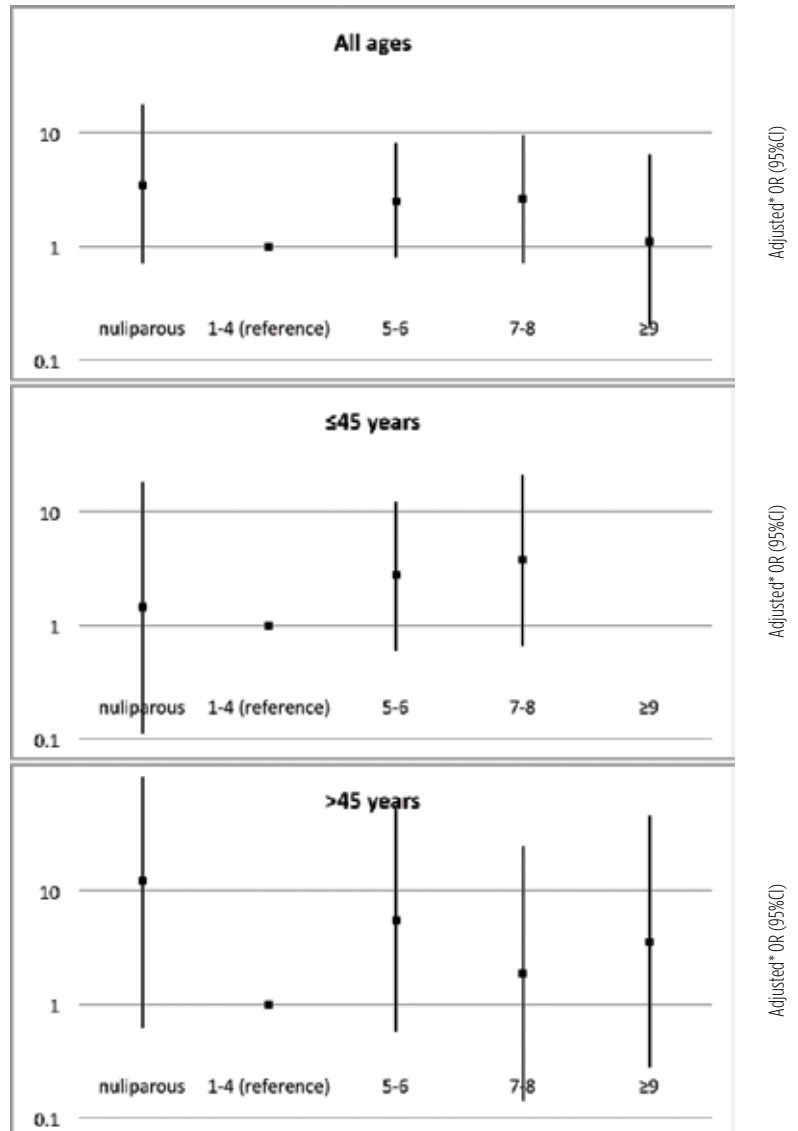 All ages
10
1
nuliparous 1-4 (reference) 5-6 7-8 ≥9
0.1
Adjusted* OR (95%CI)
≤45 years
10
1
nuliparous 1-4 (reference) 5-6 7-8 ≥9
0.1
Adjusted* OR (95%CI)
>45 years
10
1
nuliparous 1-4 (reference) 5-6 7-8 ≥9
0.1
Adjusted* OR (95%CI)